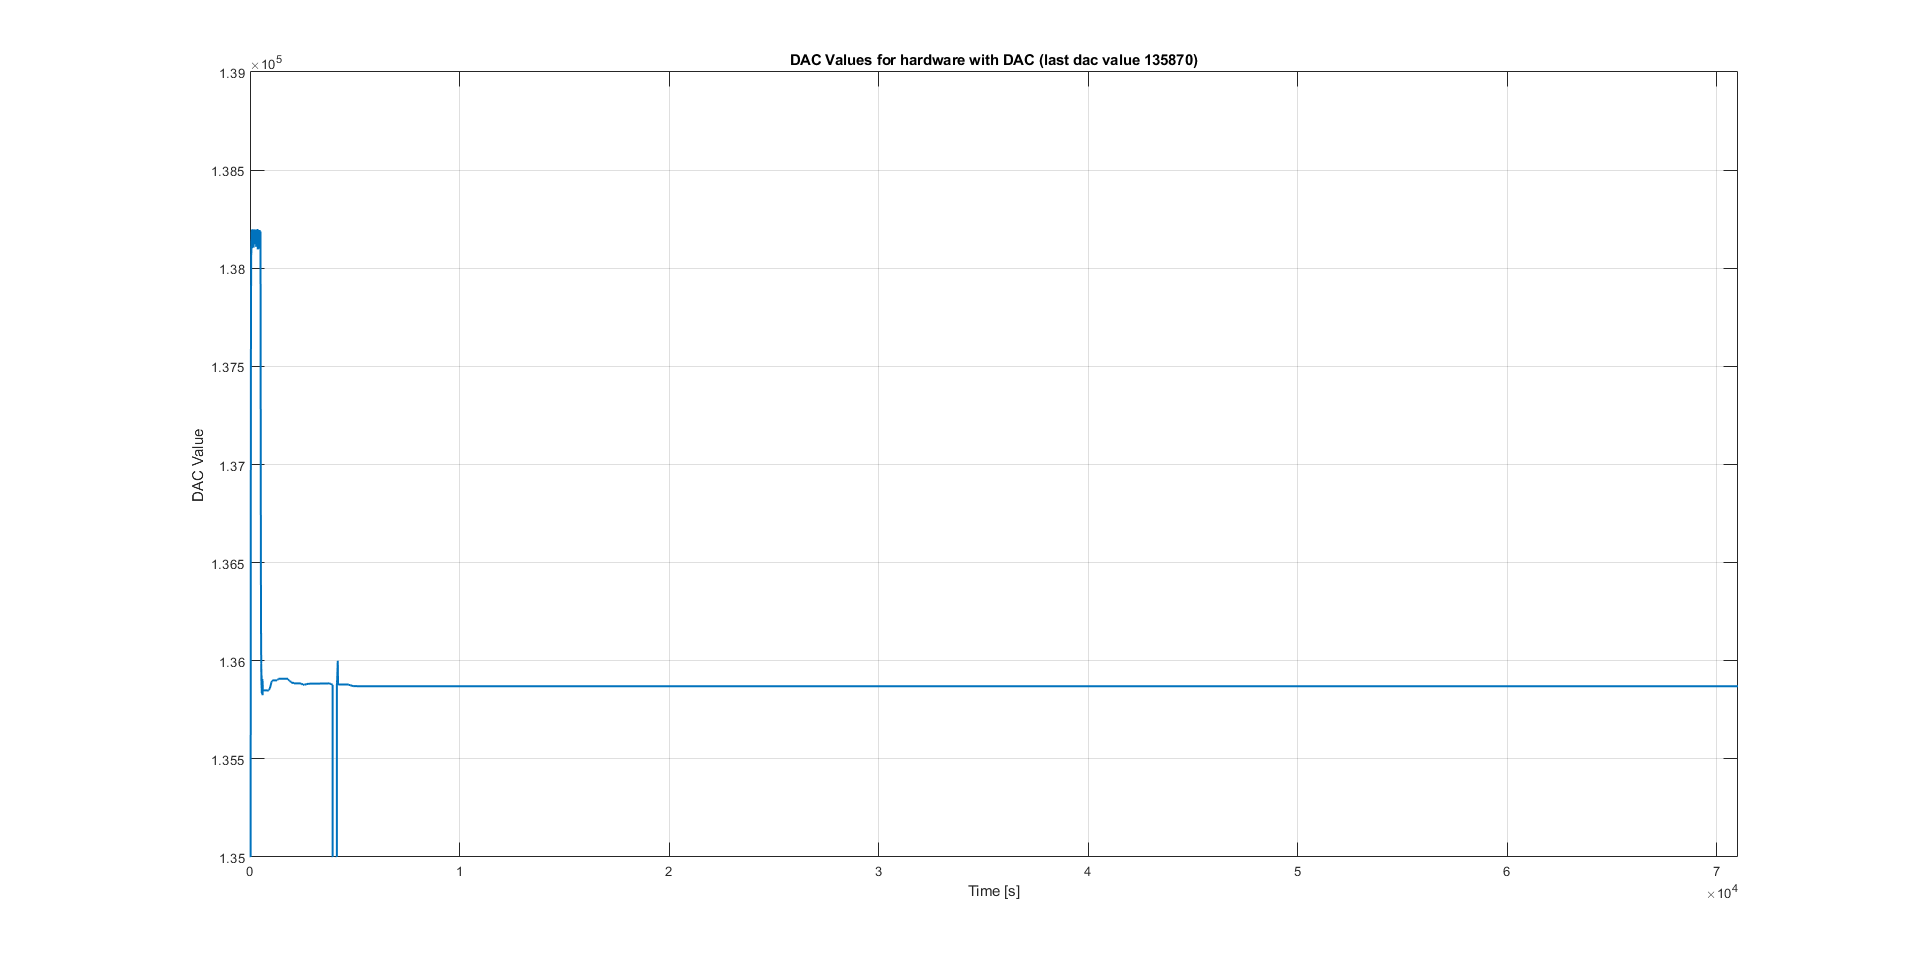 DAC Values for hardware with DAC (last dac value 135870)
×10^5
1.39
1.385
1.38
1.375
1.37
1.365
1.36
1.355
1.35
DAC Value
0 1 2 3 4 5 6 7
×10^4
Time [s]